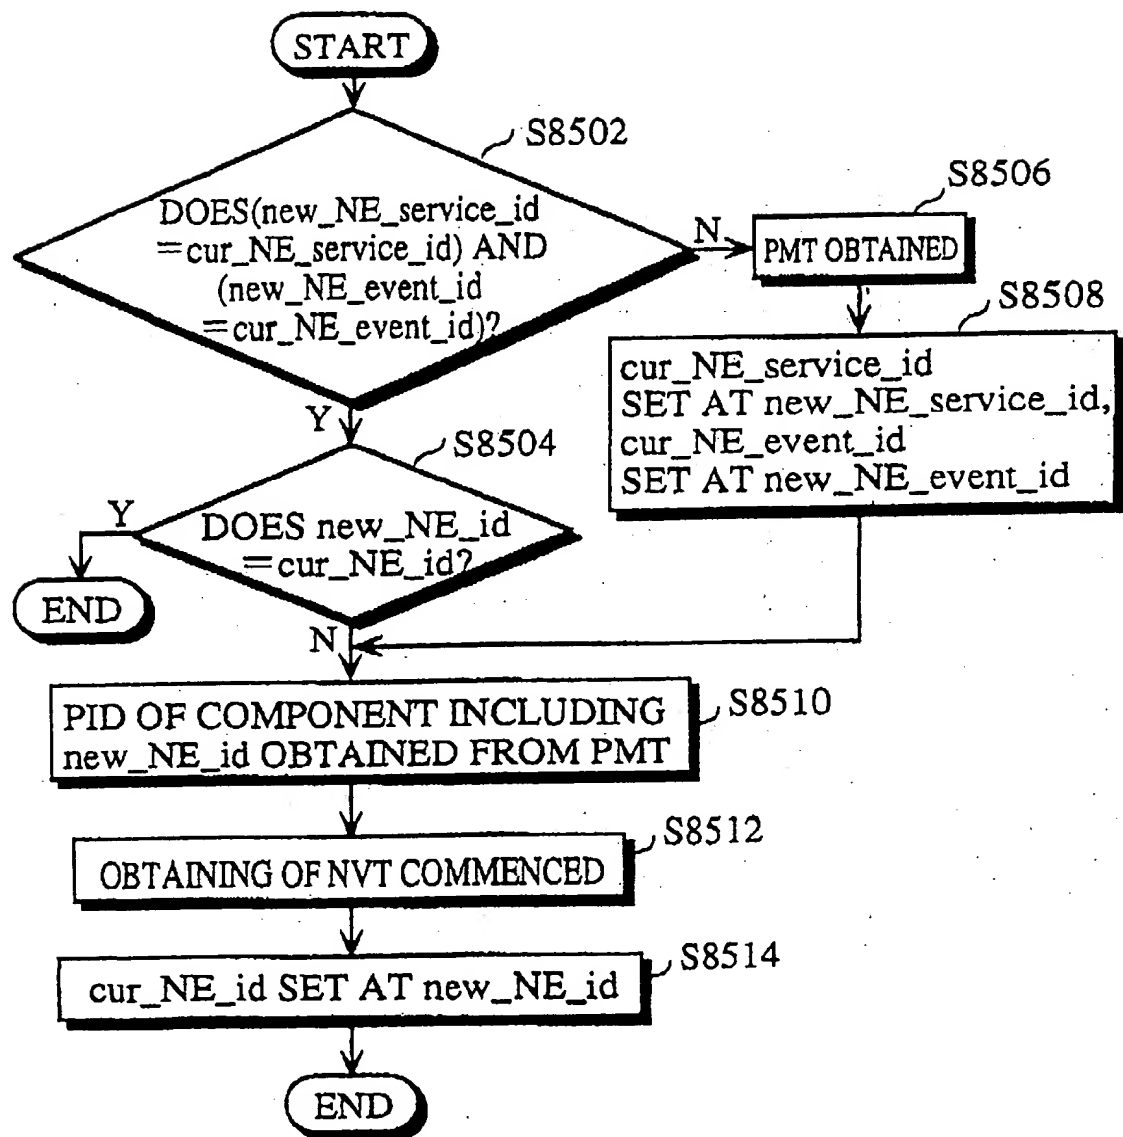 START
S8502
DOES(new_NE_service_id
=cur_NE_service_id) AND
(new_NE_event_id
=cur_NE_event_id)?
N
S8506
PMT OBTAINED
S8508
cur_NE_service_id
SET AT new_NE_service_id,
cur_NE_event_id
SET AT new_NE_event_id
Y
S8504
DOES new_NE_id
=cur_NE_id?
Y
END
N
PID OF COMPONENT INCLUDING
new_NE_id OBTAINED FROM PMT
S8510
OBTAINING OF NVT COMMENCED
S8512
cur_NE_id SET AT new_NE_id
S8514
END